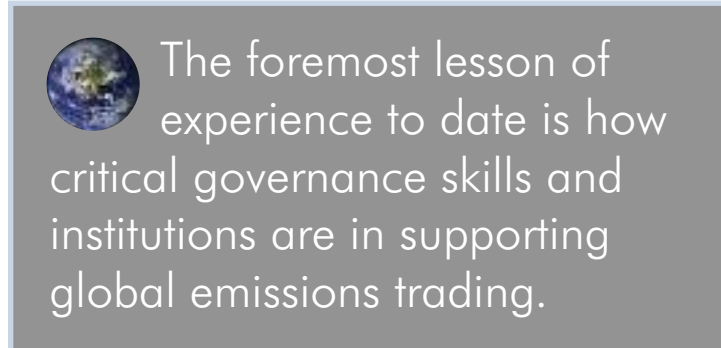 The foremost lesson of
experience to date is how
critical governance skills and
institutions are in supporting
global emissions trading.